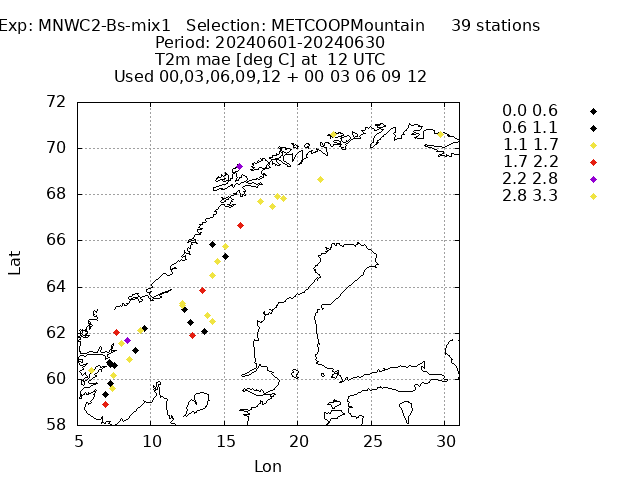 Exp: MNWC2-Bs-mix1 Selection: METCOOPMountain 39 stations
Period: 20240601-20240630
T2m mae [deg C] at 12 UTC
Used 00,03,06,09,12 + 00 03 06 09 12
72
70
68
66
64
62
60
58
Lat
5 10 15 20 25 30
Lon
0.0 0.6
0.6 1.1
1.1 1.7
1.7 2.2
2.2 2.8
2.8 3.3